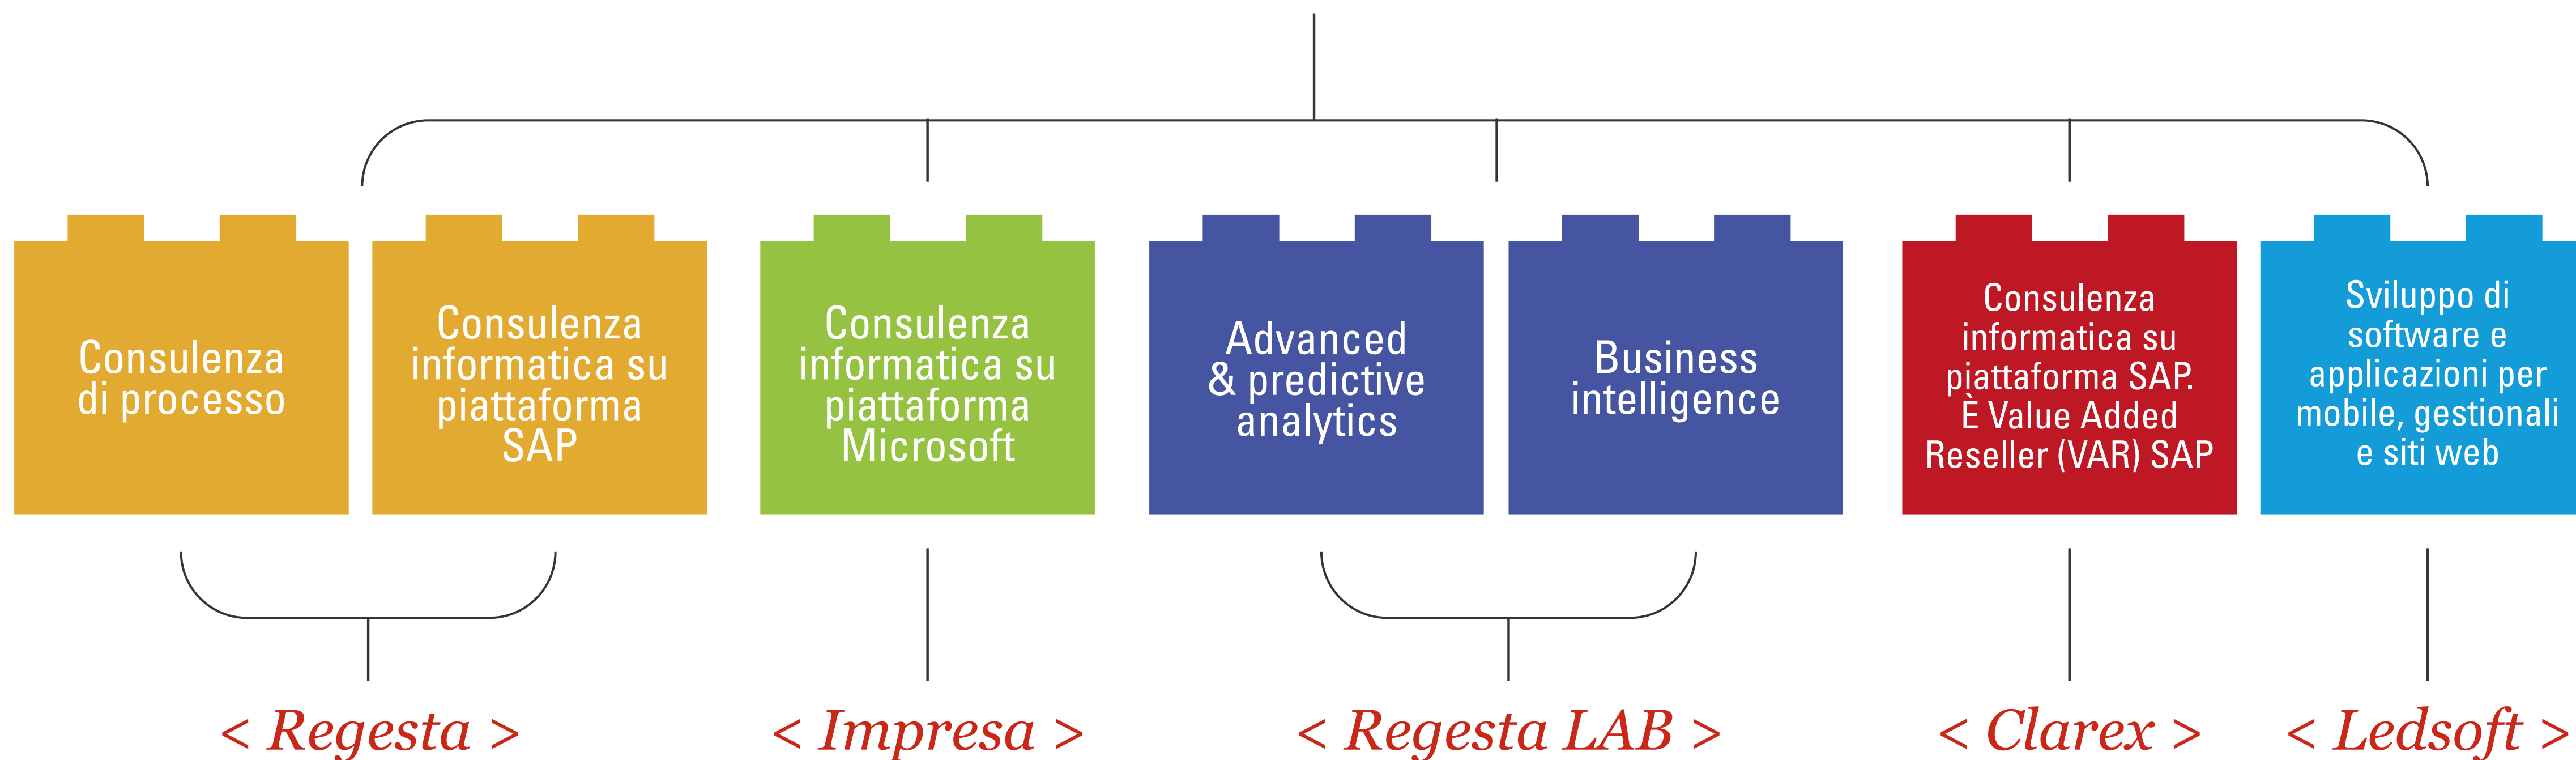 Consulenza
di processo
Consulenza
informatica su
piattaforma
SAP
Consulenza
informatica su
piattaforma
Microsoft
Advanced
& predictive
analytics
Business
intelligence
Consulenza
informatica su
piattaforma SAP.
È Value Added
Reseller (VAR) SAP
Sviluppo di
software e
applicazioni per
mobile, gestionali
e siti web
< Regesta >
< Impresa >
< Regesta LAB >
< Clarex >
< Ledsoft >